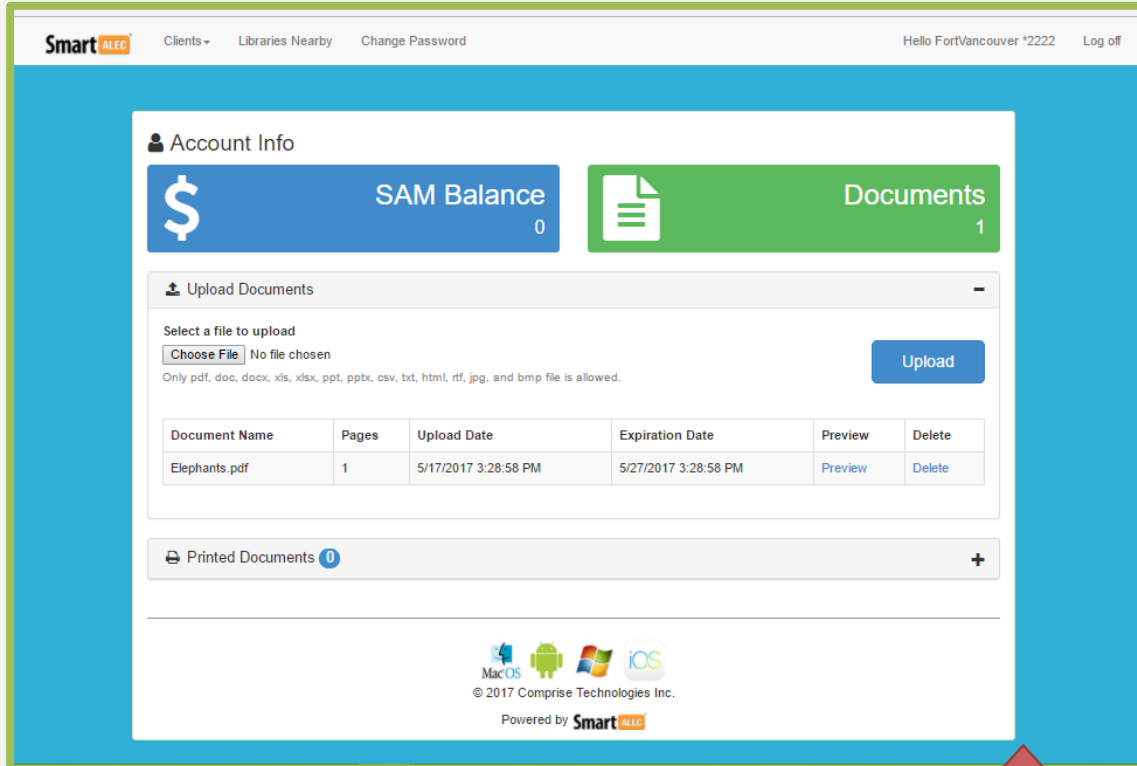 Smart ALEC Clients Libraries Nearby Change Password Hello FortVancouver *2222 Log off
Account Info
$ SAM Balance
0
Documents
1
Upload Documents
Select a file to upload
Choose File No file chosen
Only pdf, doc, docx, xls, xlsx, ppt, pptx, csv, txt, html, rtf, jpg, and bmp file is allowed.
Upload
Document Name Pages Upload Date Expiration Date Preview Delete
Elephants.pdf 1 5/17/2017 3:28:58 PM 5/27/2017 3:28:58 PM Preview Delete
Printed Documents 0
Mac OS iOS
© 2017 Comprise Technologies Inc.
Powered by Smart ALEC